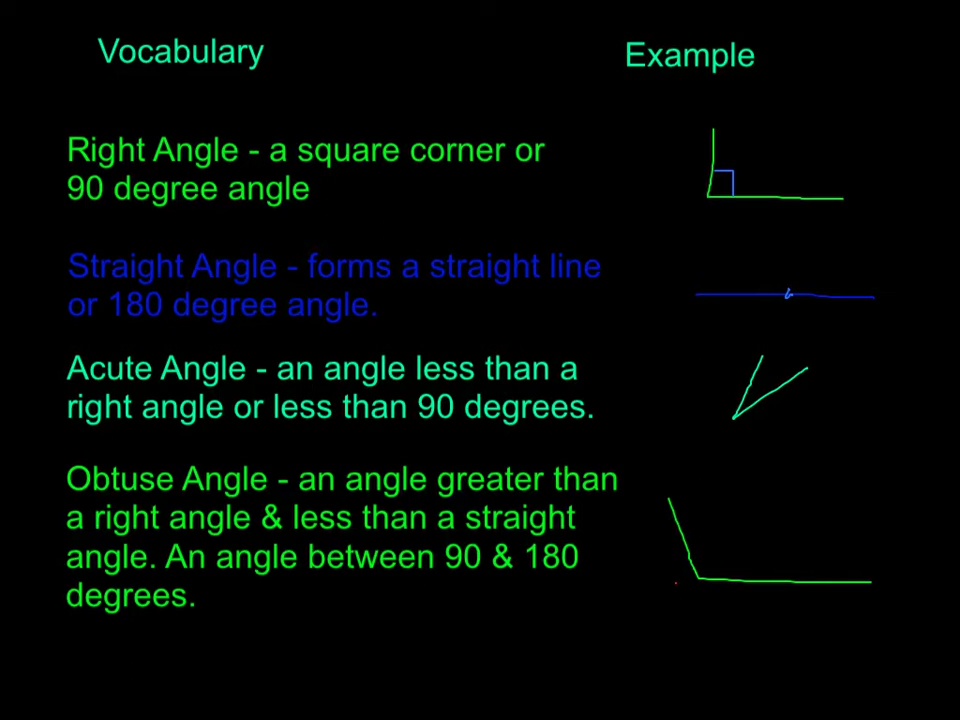 Vocabulary
Example
Right Angle - a square corner or
90 degree angle
Straight Angle - forms a straight line
or 180 degree angle.
Acute Angle - an angle less than a
right angle or less than 90 degrees.
Obtuse Angle - an angle greater than
a right angle & less than a straight
angle. An angle between 90 & 180
degrees.